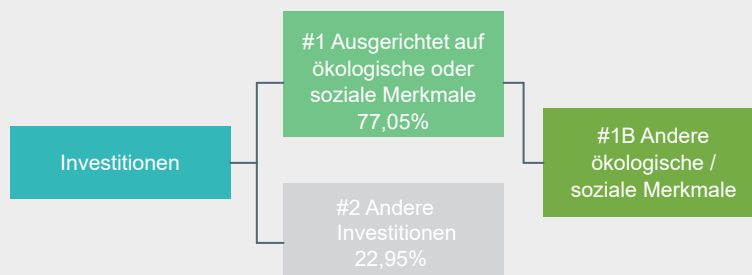 Investitionen
#1 Ausgerichtet auf
ökologische oder
soziale Merkmale
77,05%
#2 Andere
Investitionen
22,95%
#1B Andere
ökologische /
soziale Merkmale